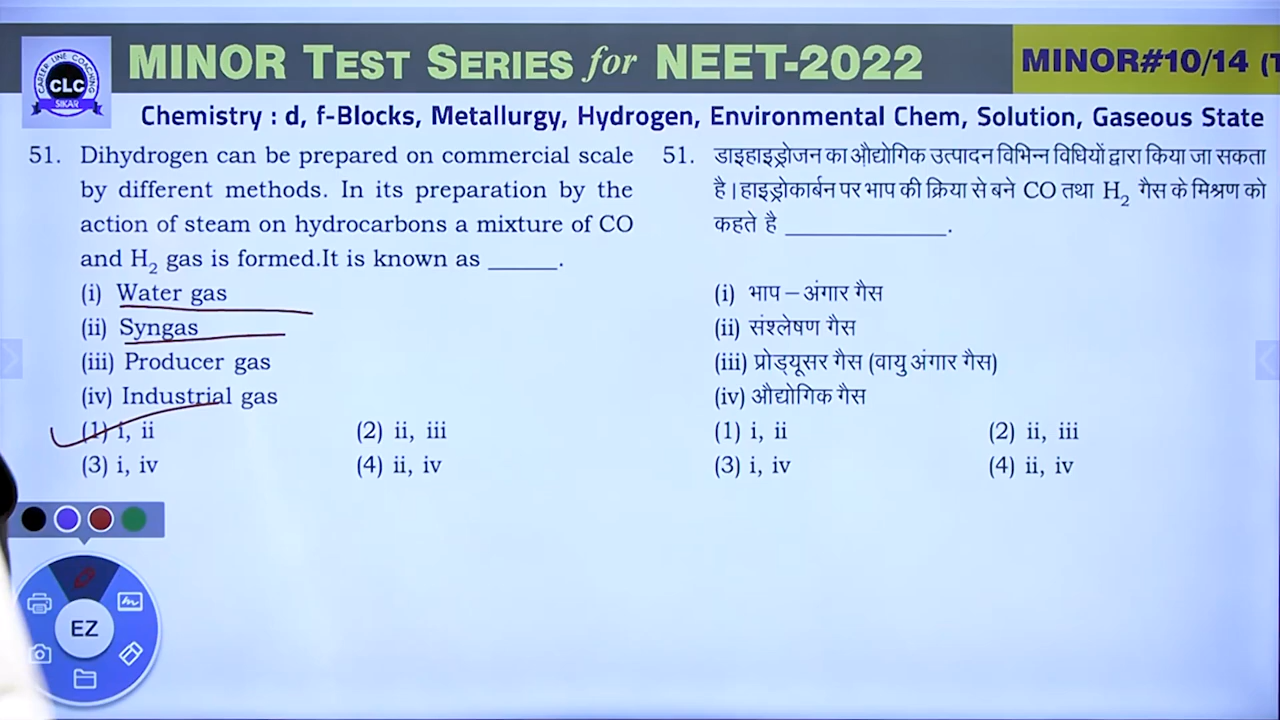 CAREER LINE COACHING
CLC
SIKAR
MINOR TEST SERIES for NEET-2022
MINOR#10/14 (T
Chemistry : d, f-Blocks, Metallurgy, Hydrogen, Environmental Chem, Solution, Gaseous State
51. Dihydrogen can be prepared on commercial scale
by different methods. In its preparation by the
action of steam on hydrocarbons a mixture of CO
and H₂ gas is formed.It is known as ______.
(i) Water gas
(ii) Syngas
(iii) Producer gas
(iv) Industrial gas
(1) i, ii (2) ii, iii
(3) i, iv (4) ii, iv
51. डाइहाइड्रोजन का औद्योगिक उत्पादन विभिन्न विधियों द्वारा किया जा सकता
है। हाइड्रोकार्बन पर भाप की क्रिया से बने CO तथा H₂ गैस के मिश्रण को
कहते है ______________.
(i) भाप – अंगार गैस
(ii) संश्लेषण गैस
(iii) प्रोड्यूसर गैस (वायु अंगार गैस)
(iv) औद्योगिक गैस
(1) i, ii (2) ii, iii
(3) i, iv (4) ii, iv
EZ